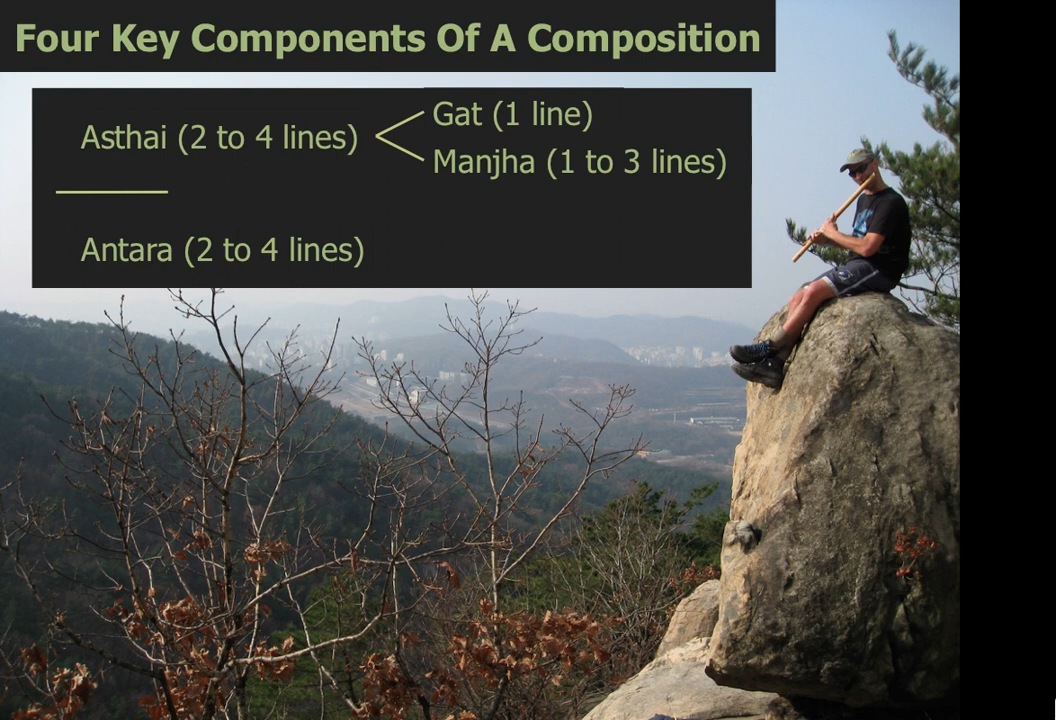 Four Key Components Of A Composition
Asthai (2 to 4 lines)
Gat (1 line)
Manjha (1 to 3 lines)
Antara (2 to 4 lines)